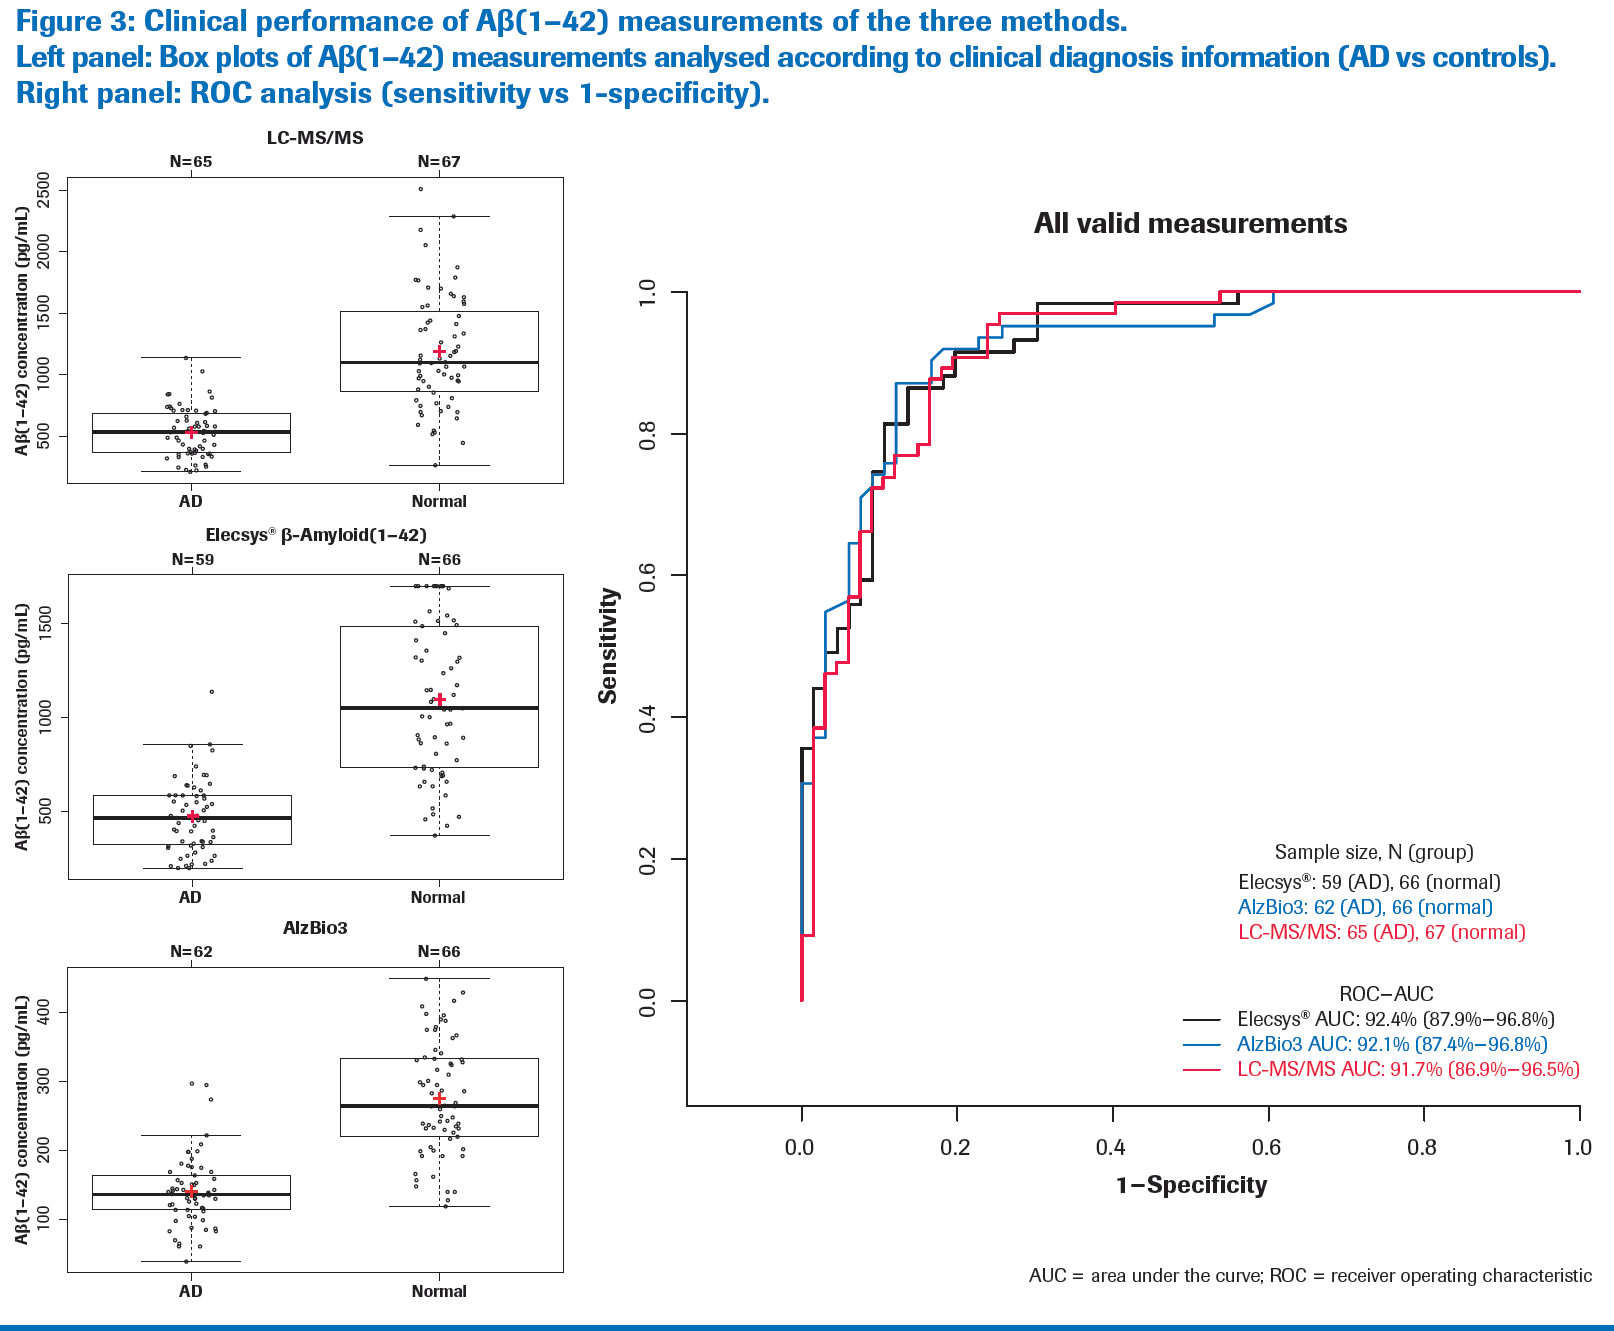 Figure 3: Clinical performance of Aβ(1–42) measurements of the three methods.
Left panel: Box plots of Aβ(1–42) measurements analysed according to clinical diagnosis information (AD vs controls).
Right panel: ROC analysis (sensitivity vs 1-specificity).
LC-MS/MS
N=65 N=67
Aβ(1–42) concentration (pg/mL)
2500
2000
1500
1000
500
AD Normal
Elecsys® β-Amyloid(1–42)
N=59 N=66
Aβ(1–42) concentration (pg/mL)
1500
1000
500
AD Normal
AlzBio3
N=62 N=66
Aβ(1–42) concentration (pg/mL)
400
300
200
100
AD Normal
All valid measurements
Sensitivity
1.0
0.8
0.6
0.4
0.2
0.0
Sample size, N (group)
Elecsys®: 59 (AD), 66 (normal)
AlzBio3: 62 (AD), 66 (normal)
LC-MS/MS: 65 (AD), 67 (normal)
ROC–AUC
Elecsys® AUC: 92.4% (87.9%–96.8%)
AlzBio3 AUC: 92.1% (87.4%–96.8%)
LC-MS/MS AUC: 91.7% (86.9%–96.5%)
0.0 0.2 0.4 0.6 0.8 1.0
1–Specificity
AUC = area under the curve; ROC = receiver operating characteristic